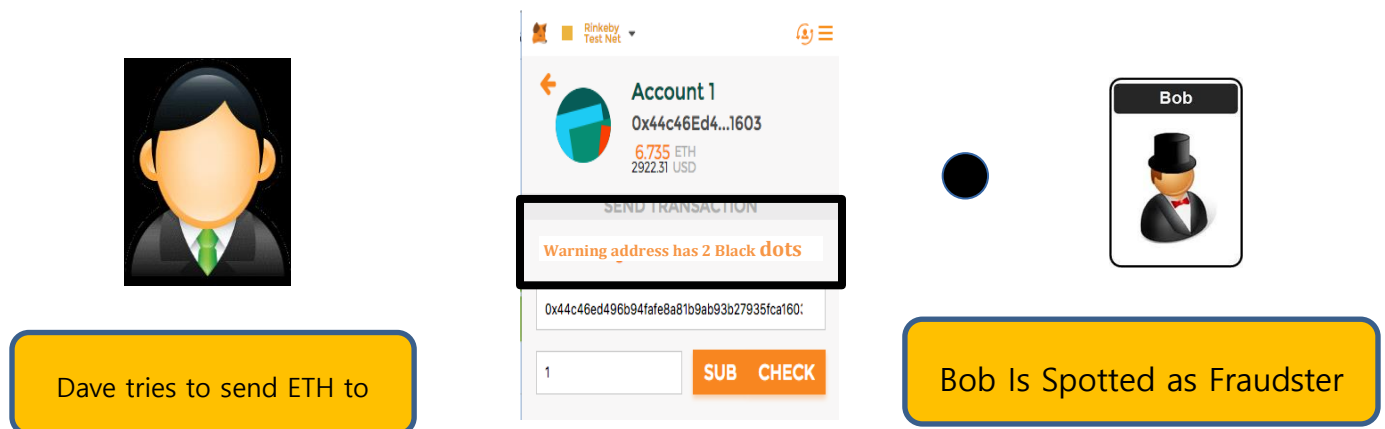 Rinkeby
Test Net
Account 1
0x44c46Ed4...1603
6.735 ETH
2922.31 USD
SEND TRANSACTION
Warning address has 2 Black dots
0x44c46ed496b94fafe8a81b9ab93b27935fca160
1
SUB CHECK
Dave tries to send ETH to
Bob
Bob Is Spotted as Fraudster